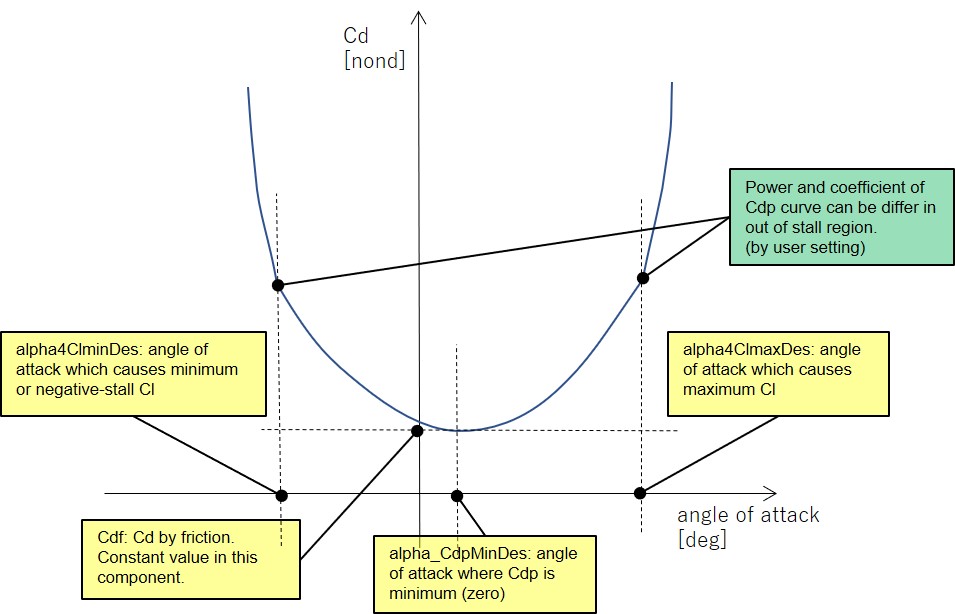 Cd
[nond]
Power and coefficient of
Cdp curve can be differ in
out of stall region.
(by user setting)
alpha4ClminDes: angle of
attack which causes minimum
or negative-stall Cl
alpha4ClmaxDes: angle
of attack which causes
maximum Cl
angle of attack
[deg]
Cdf: Cd by friction.
Constant value in this
component.
alpha_CdpMinDes: angle
of attack where Cdp is
minimum (zero)